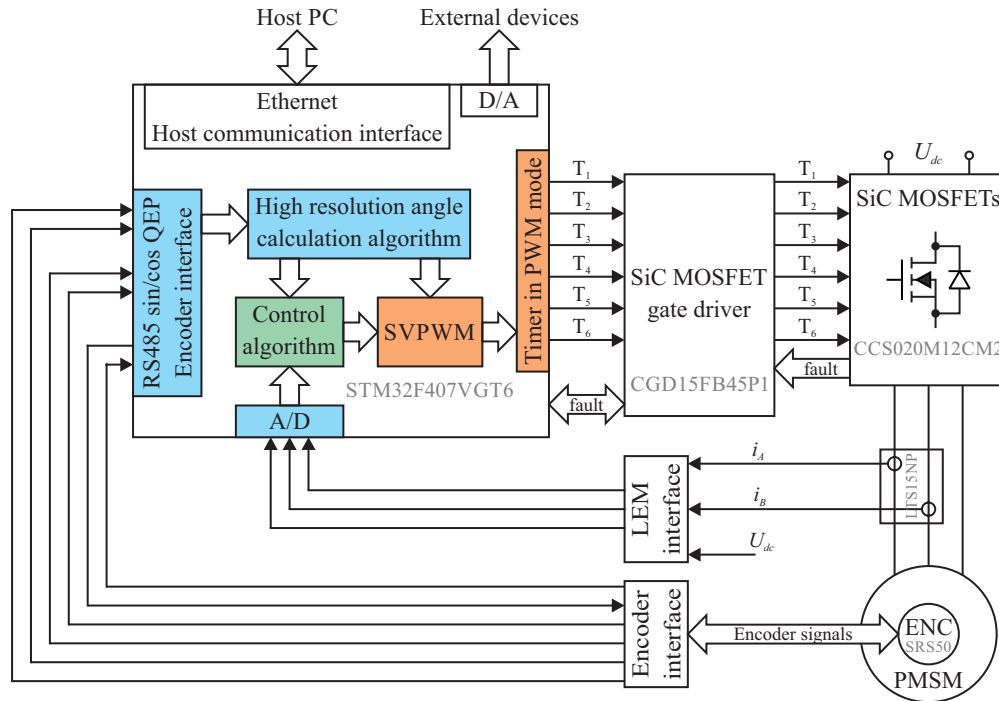 Host PC
External devices
Ethernet
Host communication interface
D/A
RS485 sin/cos QEP
Encoder interface
High resolution angle
calculation algorithm
Control
algorithm
SVPWM
Timer in PWM mode
STM32F407VGT6
A/D
T1
T2
T3
T4
T5
T6
fault
SiC MOSFET
gate driver
CGD15FB45P1
T1
T2
T3
T4
T5
T6
fault
Udc
SiC MOSFETs
CCS020M12CM2
LEM
interface
iA
iB
Udc
LTS15NP
Encoder
interface
Encoder signals
ENC
SRS50
PMSM